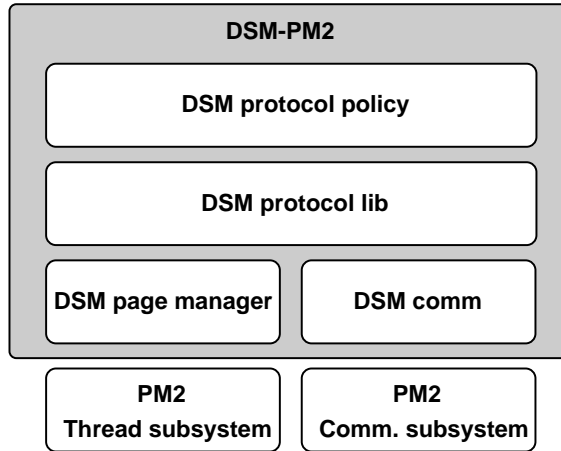 DSM-PM2
DSM protocol policy
DSM protocol lib
DSM page manager
DSM comm
PM2
Thread subsystem
PM2
Comm. subsystem